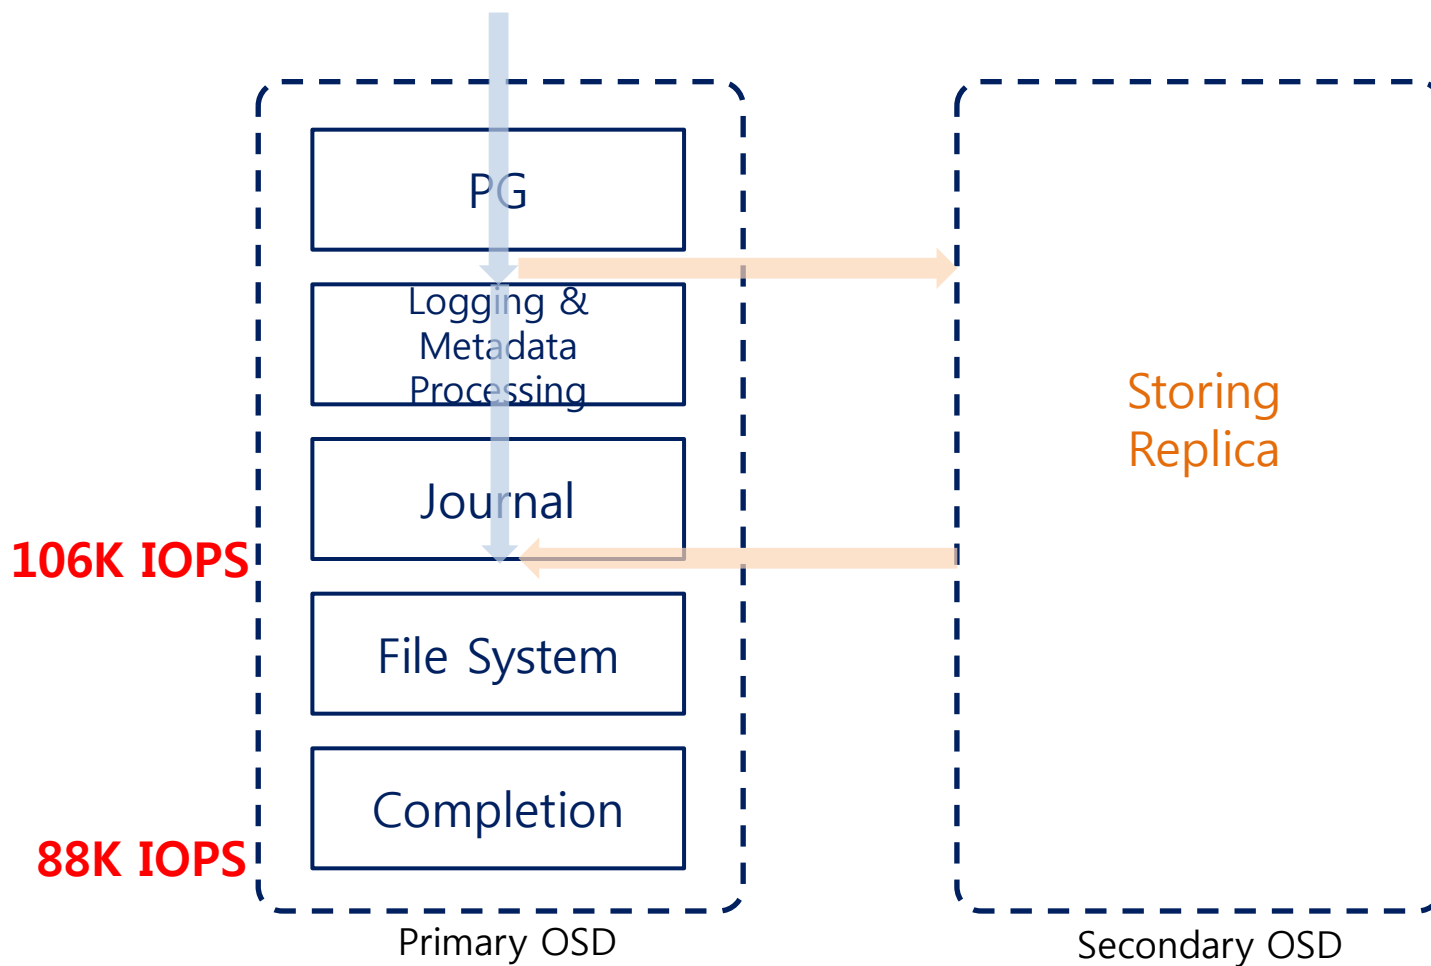 PG
Logging &
Metadata
Processing
Journal
106K IOPS
File System
Completion
88K IOPS
Primary OSD
Storing
Replica
Secondary OSD